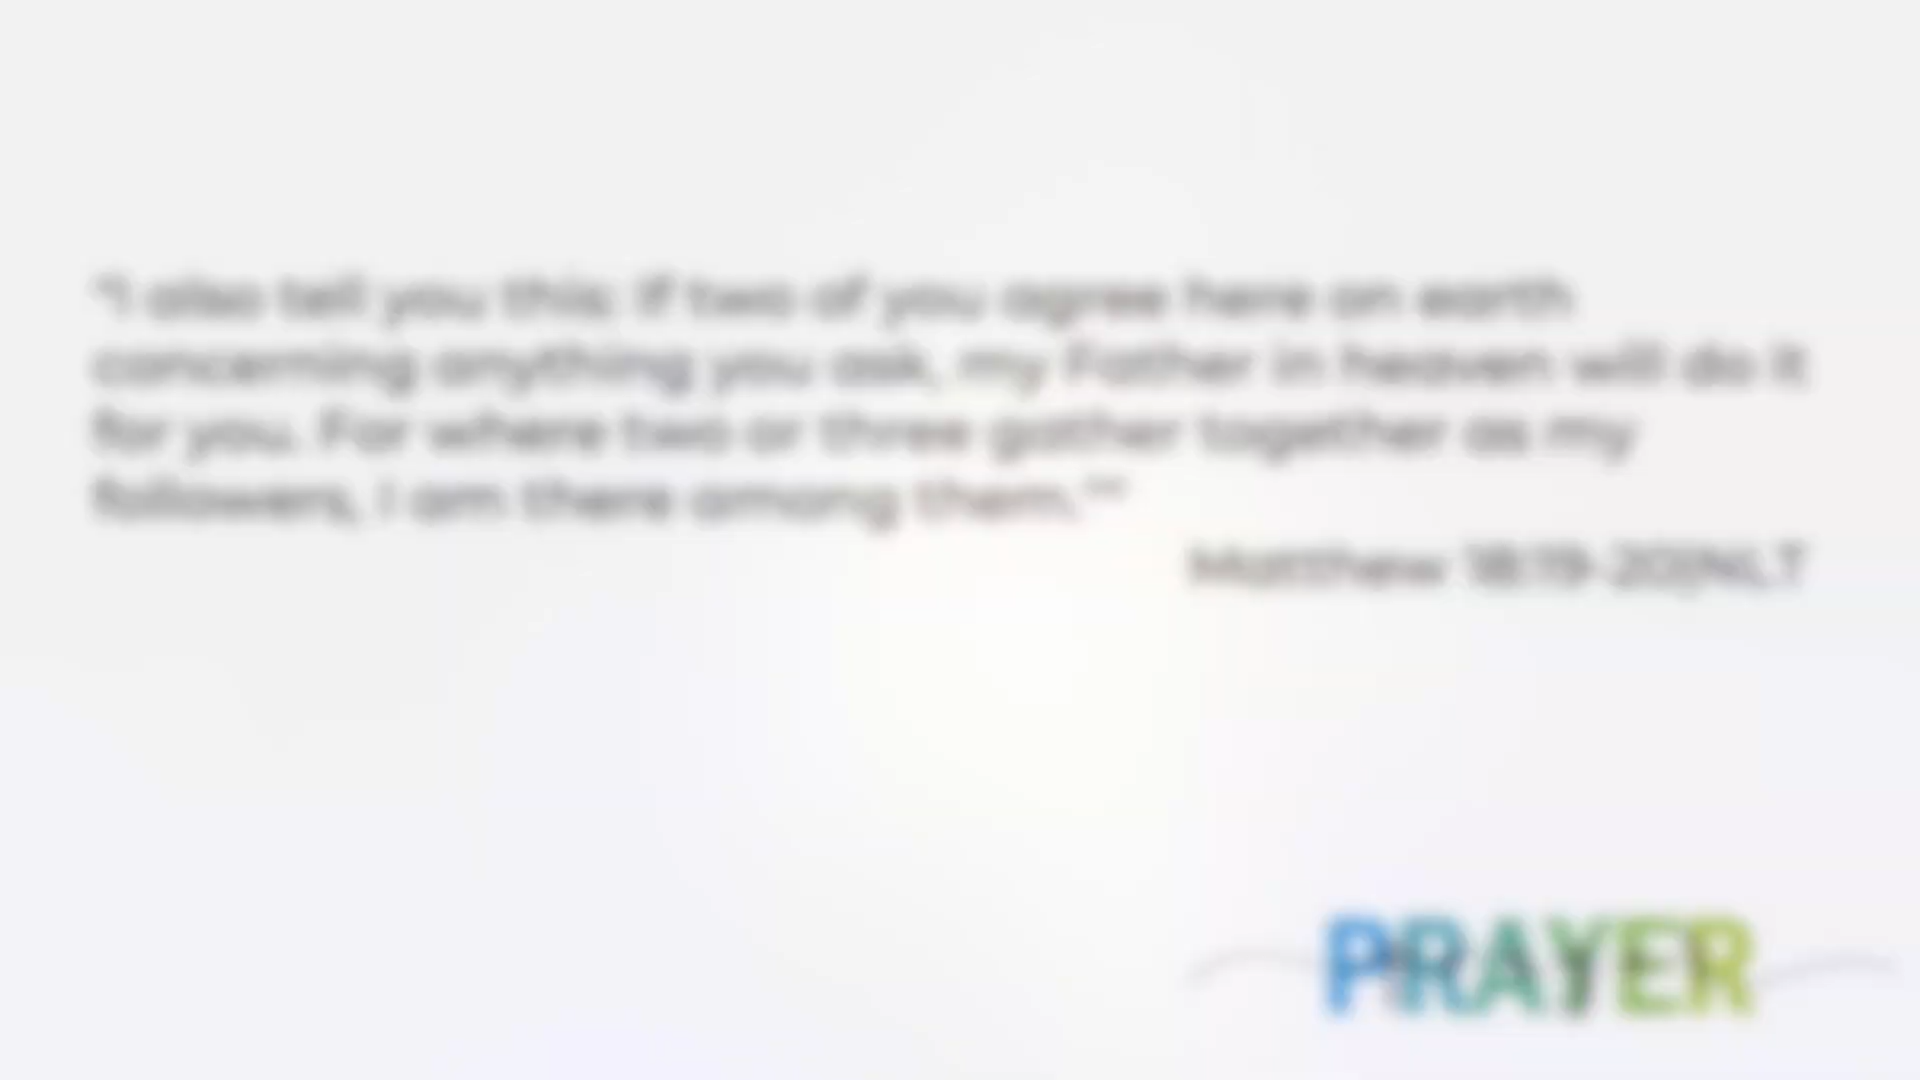 "I also tell you this: If two of you agree here on earth
concerning anything you ask, my Father in heaven will do it
for you. For where two or three gather together as my
followers, I am there among them.""
Matthew 18:19-20 NLT
PRAYER